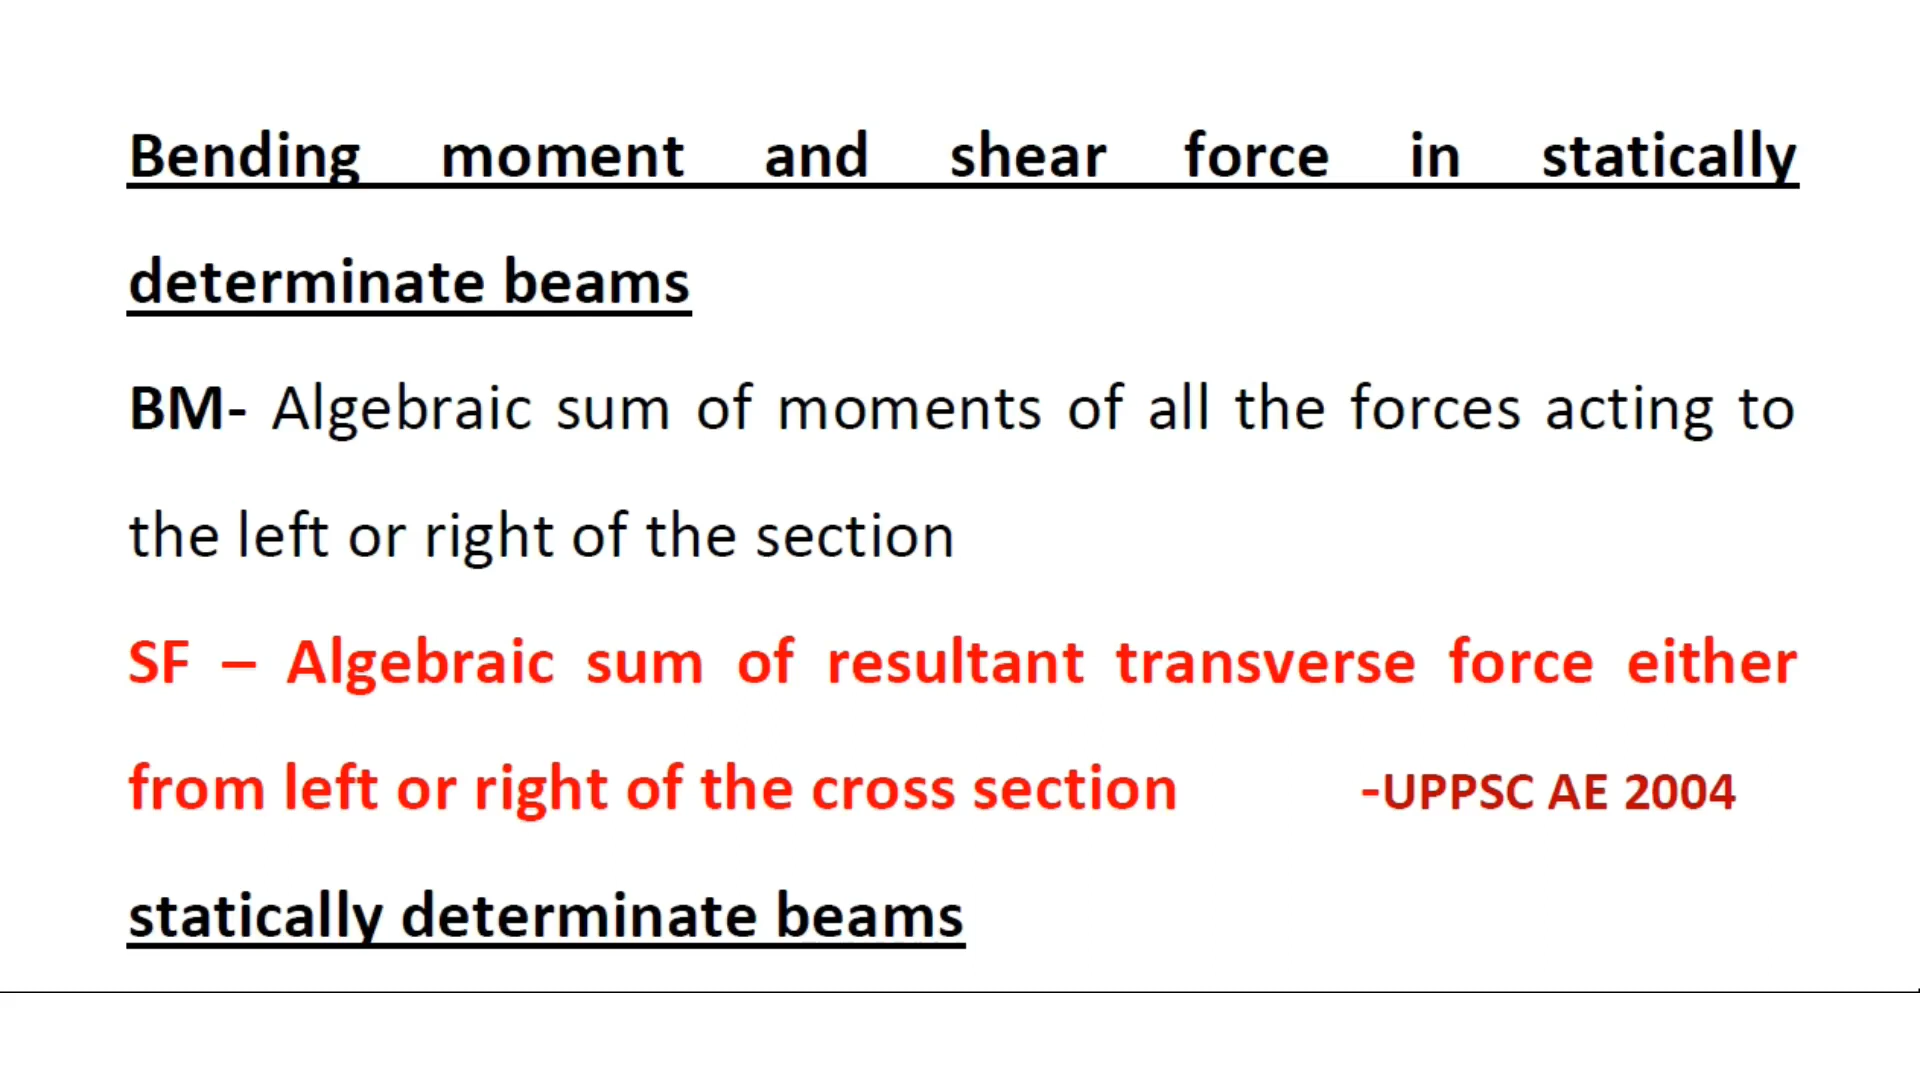 Bending moment and shear force in statically
determinate beams
BM- Algebraic sum of moments of all the forces acting to
the left or right of the section
SF – Algebraic sum of resultant transverse force either
from left or right of the cross section -UPPSC AE 2004
statically determinate beams